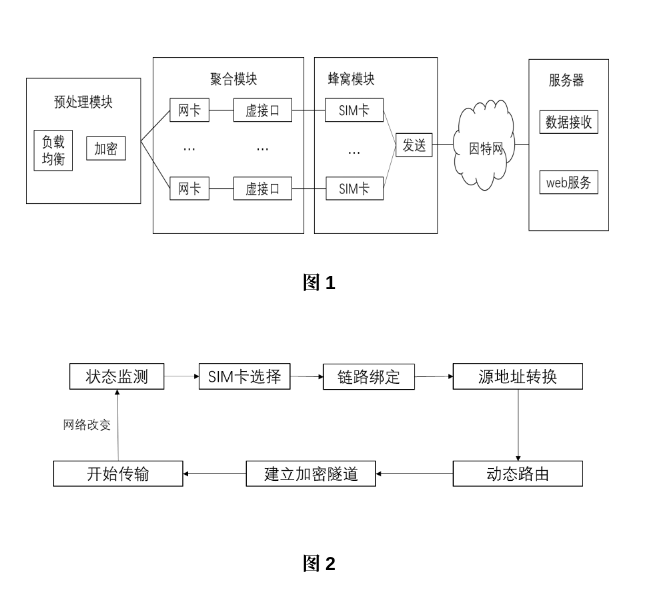 预处理模块
负载
均衡
加密
聚合模块
网卡
虚接口
...
...
网卡
虚接口
蜂窝模块
SIM卡
...
SIM卡
发送
因特网
服务器
数据接收
web服务
图 1
状态监测
SIM卡选择
链路绑定
源地址转换
网络改变
开始传输
建立加密隧道
动态路由
图 2